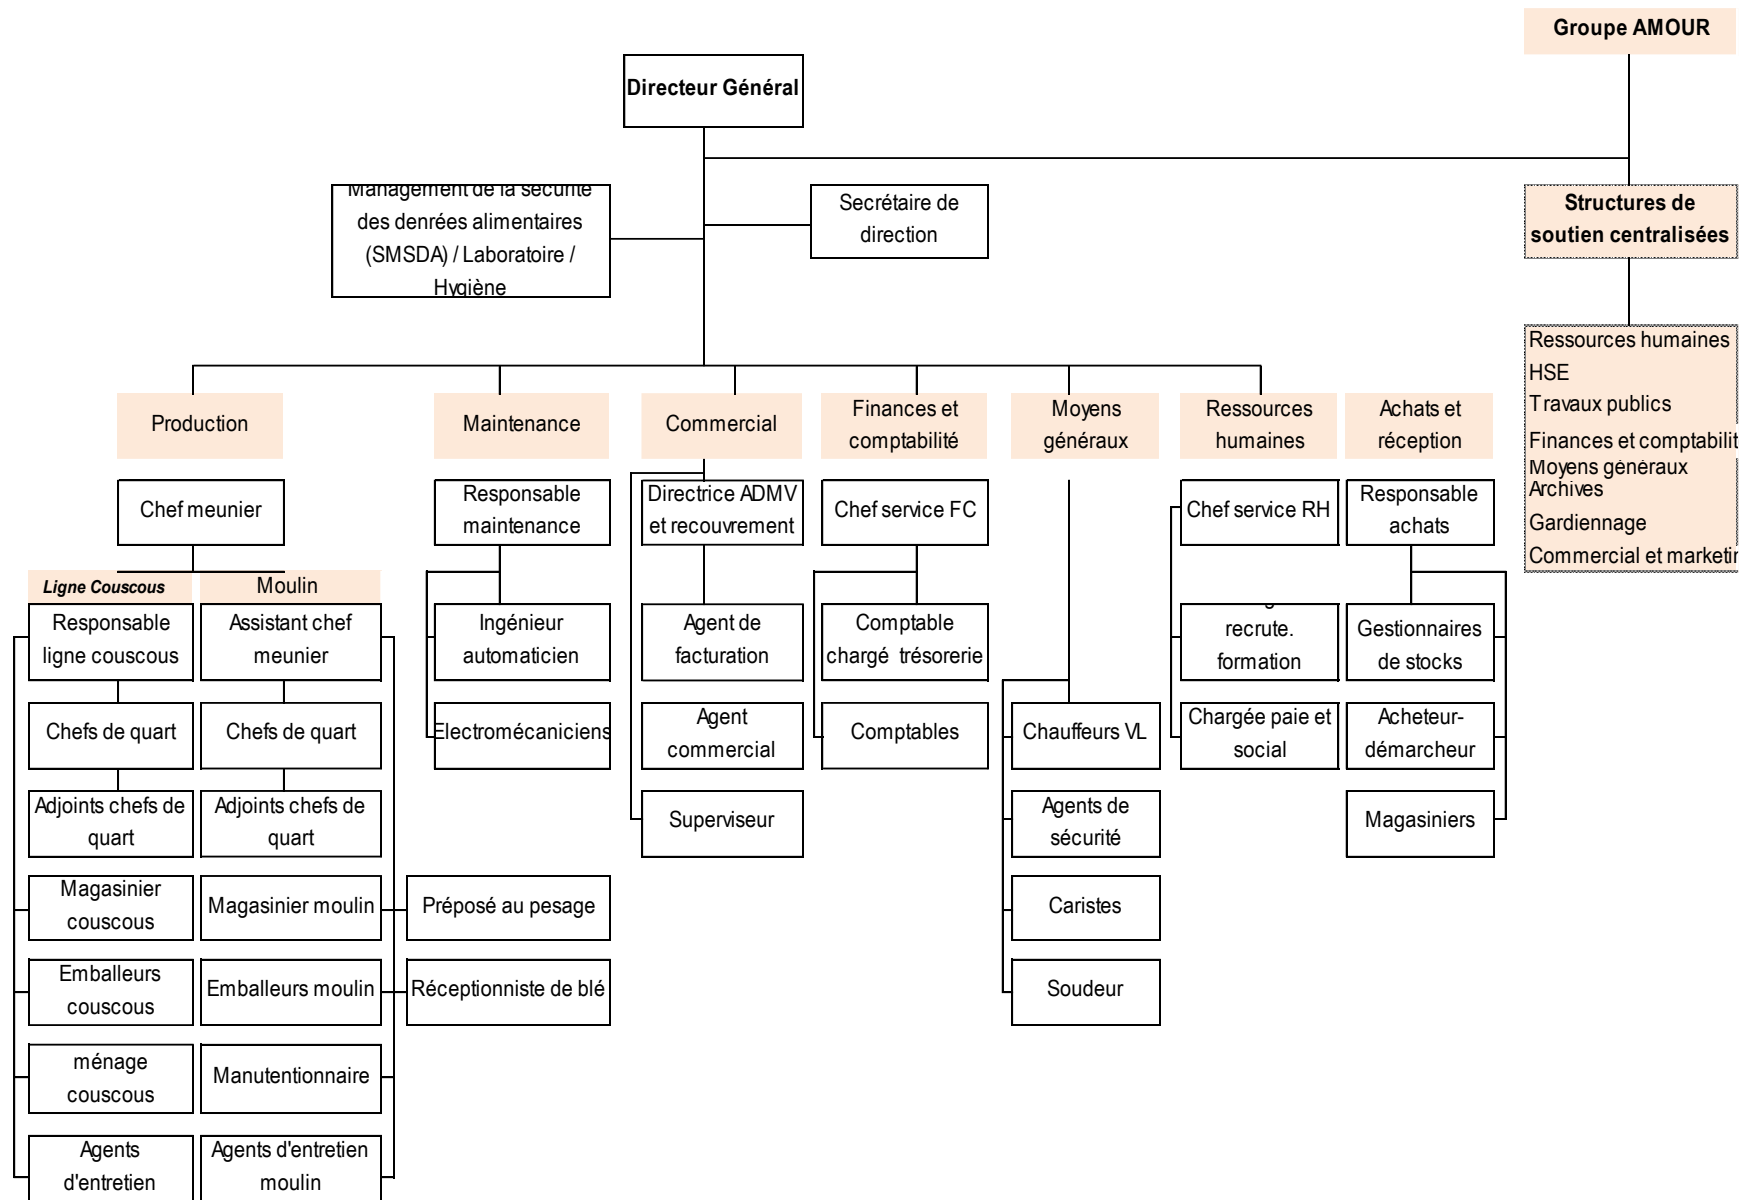 Groupe AMOUR
Directeur Général
Management de la sécurité
des denrées alimentaires
(SMSDA) / Laboratoire /
Hygiène
Secrétaire de
direction
Structures de
soutien centralisées
Ressources humaines
HSE
Travaux publics
Finances et comptabilit
Moyens généraux
Archives
Gardiennage
Commercial et marketin
Production
Maintenance
Commercial
Finances et
comptabilité
Moyens
généraux
Ressources
humaines
Achats et
réception
Chef meunier
Responsable
maintenance
Directrice ADMV
et recouvrement
Chef service FC
Chef service RH
Responsable
achats
Ligne Couscous
Moulin
Responsable
ligne couscous
Assistant chef
meunier
Ingénieur
automaticien
Agent de
facturation
Comptable
chargé trésorerie
recrute.
formation
Gestionnaires
de stocks
Chefs de quart
Chefs de quart
Electromécaniciens
Agent
commercial
Comptables
Chauffeurs VL
Chargée paie et
social
Acheteur-
démarcheur
Adjoints chefs de
quart
Adjoints chefs de
quart
Superviseur
Agents de
sécurité
Magasiniers
Magasinier
couscous
Magasinier moulin
Préposé au pesage
Caristes
Emballeurs
couscous
Emballeurs moulin
Réceptionniste de blé
Soudeur
ménage
couscous
Manutentionnaire
Agents
d'entretien
Agents d'entretien
moulin